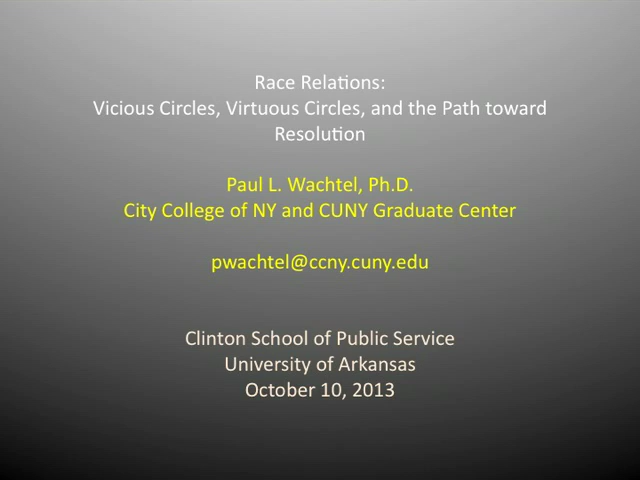 Race Relations:
Vicious Circles, Virtuous Circles, and the Path toward
Resolution
Paul L. Wachtel, Ph.D.
City College of NY and CUNY Graduate Center
pwachtel@ccny.cuny.edu
Clinton School of Public Service
University of Arkansas
October 10, 2013